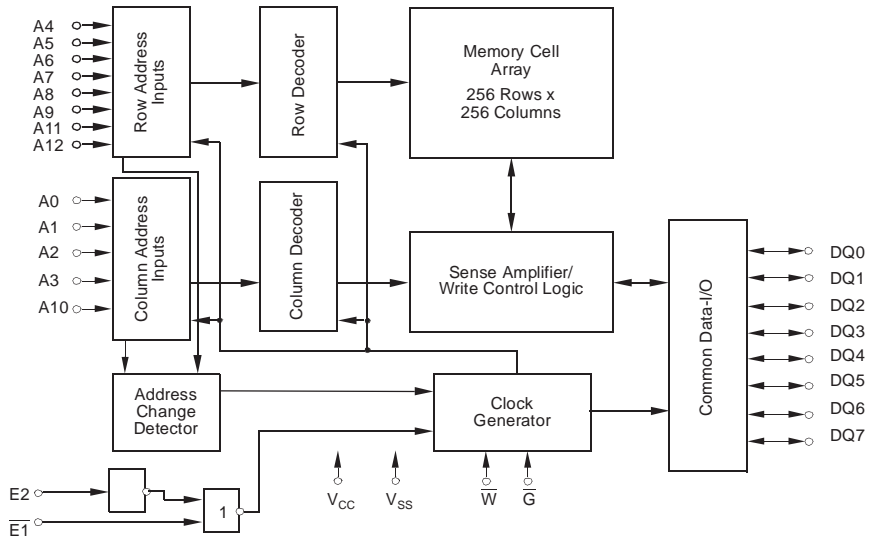 A4
A5
A6
A7
A8
A9
A11
A12
Row Address
Inputs
Row Decoder
Memory Cell
Array
256 Rows x
256 Columns
A0
A1
A2
A3
A10
Column Address
Inputs
Column Decoder
Sense Amplifier/
Write Control Logic
Common Data-I/O
DQ0
DQ1
DQ2
DQ3
DQ4
DQ5
DQ6
DQ7
Address
Change
Detector
Clock
Generator
E2
E̅1̅
1
VCC
VSS
W̅
G̅